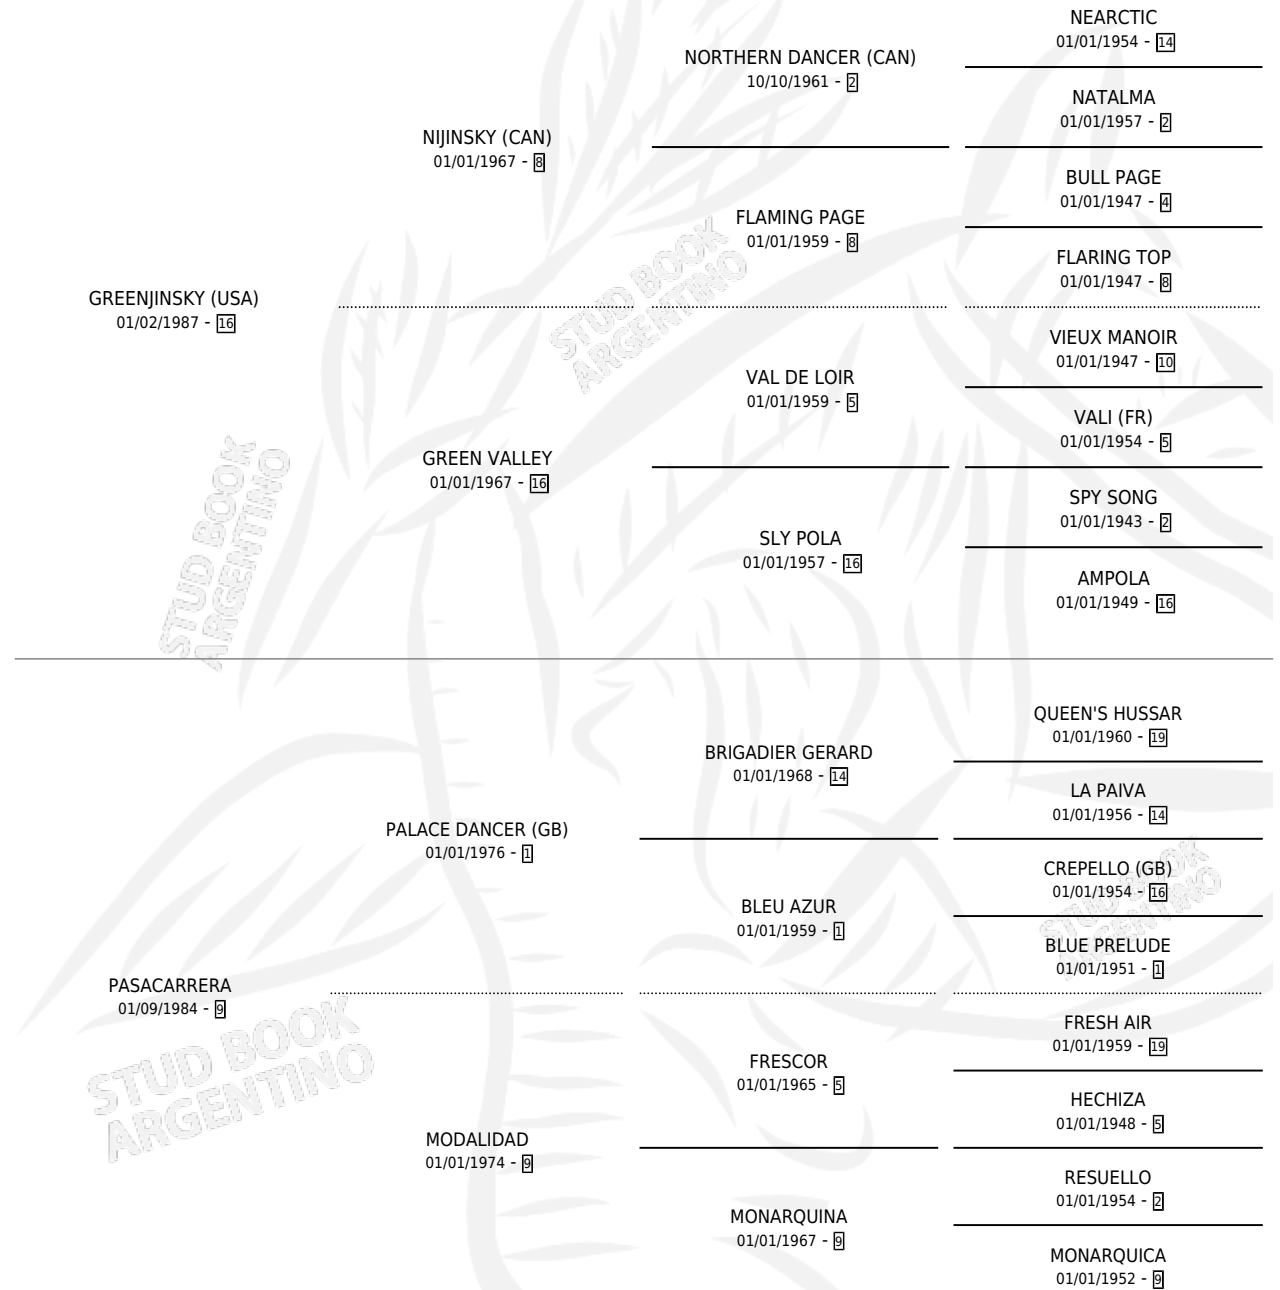 NEARCTIC
01/01/1954 - 14
NORTHERN DANCER (CAN)
10/10/1961 - 2
NATALMA
01/01/1957 - 2
NIJINSKY (CAN)
01/01/1967 - 8
BULL PAGE
01/01/1947 - 4
FLAMING PAGE
01/01/1959 - 8
FLARING TOP
01/01/1947 - 8
GREENJINSKY (USA)
01/02/1987 - 16
VIEUX MANOIR
01/01/1947 - 10
VAL DE LOIR
01/01/1959 - 5
VALI (FR)
01/01/1954 - 5
GREEN VALLEY
01/01/1967 - 16
SPY SONG
01/01/1943 - 2
SLY POLA
01/01/1957 - 16
AMPOLA
01/01/1949 - 16
QUEEN'S HUSSAR
01/01/1960 - 19
BRIGADIER GERARD
01/01/1968 - 14
LA PAIVA
01/01/1956 - 14
PALACE DANCER (GB)
01/01/1976 - 1
CREPELLO (GB)
01/01/1954 - 16
BLEU AZUR
01/01/1959 - 1
BLUE PRELUDE
01/01/1951 - 1
PASACARRERA
01/09/1984 - 9
FRESH AIR
01/01/1959 - 19
FRESCOR
01/01/1965 - 5
HECHIZA
01/01/1948 - 5
MODALIDAD
01/01/1974 - 9
RESUELLO
01/01/1954 - 2
MONARQUINA
01/01/1967 - 9
MONARQUICA
01/01/1952 - 9
STUD BOOK
ARGENTINO
STUD BOOK
ARGENTINO
STUD BOOK
ARGENTINO
STUD BOOK
ARGENTINO